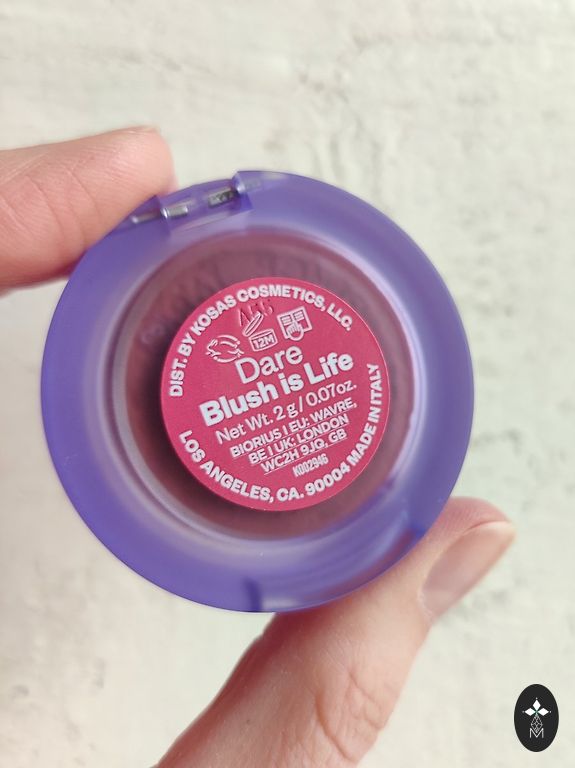 DIST. BY KOSAS COSMETICS, LLC.
12M
Dare
Blush is Life
Net Wt. 2 g / 0.07oz.
BIORIUS | EU: WAVRE,
BE | UK: LONDON
WC2H 9JQ, GB
K002946
LOS ANGELES, CA. 90004 MADE IN ITALY
M